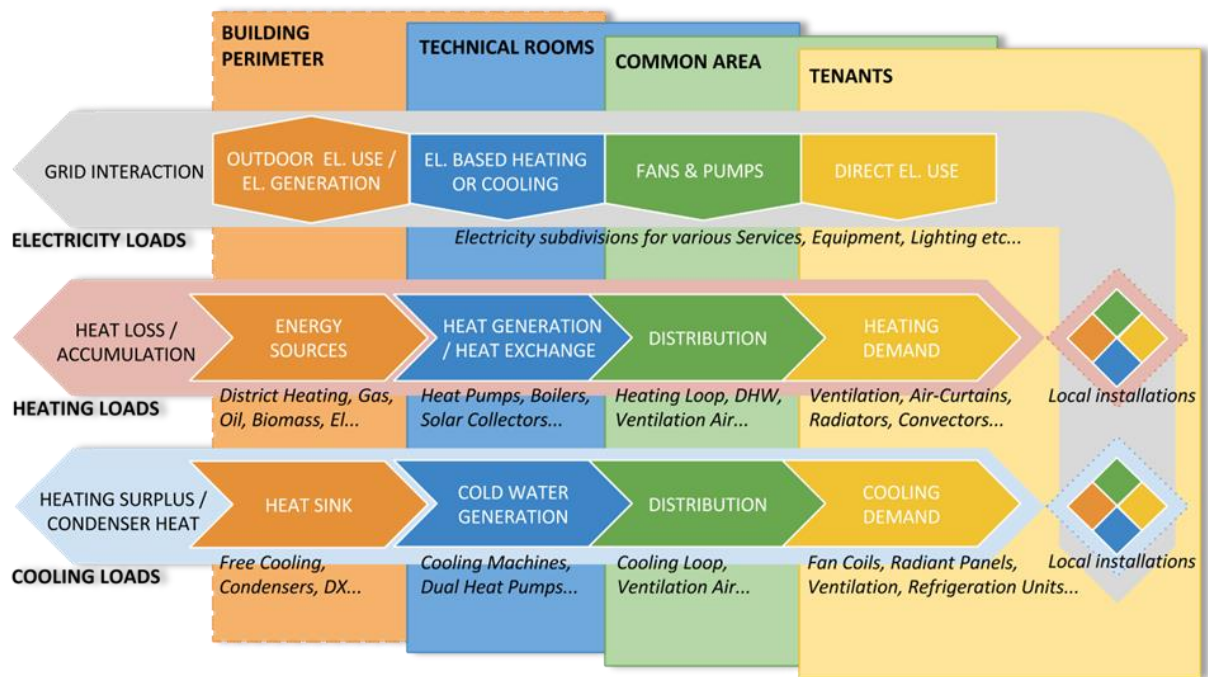 BUILDING
PERIMETER
TECHNICAL ROOMS
COMMON AREA
TENANTS
GRID INTERACTION
OUTDOOR EL. USE /
EL. GENERATION
EL. BASED HEATING
OR COOLING
FANS & PUMPS
DIRECT EL. USE
ELECTRICITY LOADS
Electricity subdivisions for various Services, Equipment, Lighting etc...
HEAT LOSS /
ACCUMULATION
ENERGY
SOURCES
HEAT GENERATION
/ HEAT EXCHANGE
DISTRIBUTION
HEATING
DEMAND
HEATING LOADS
District Heating, Gas,
Oil, Biomass, El...
Heat Pumps, Boilers,
Solar Collectors...
Heating Loop, DHW,
Ventilation Air...
Ventilation, Air-Curtains,
Radiators, Convectors...
Local installations
HEATING SURPLUS /
CONDENSER HEAT
HEAT SINK
COLD WATER
GENERATION
DISTRIBUTION
COOLING
DEMAND
COOLING LOADS
Free Cooling,
Condensers, DX...
Cooling Machines,
Dual Heat Pumps...
Cooling Loop,
Ventilation Air...
Fan Coils, Radiant Panels,
Ventilation, Refrigeration Units...
Local installations